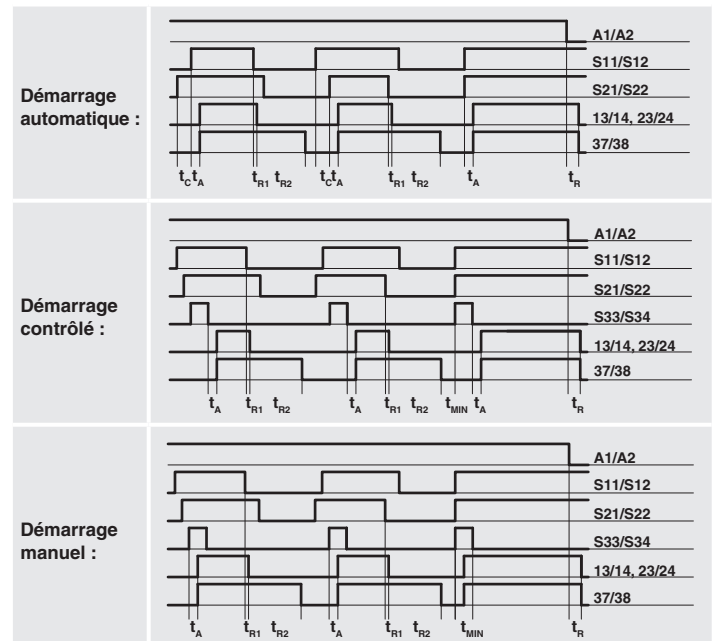 Démarrage
automatique :
A1/A2
S11/S12
S21/S22
13/14, 23/24
37/38
tC tA tR1 tR2 tC tA tR1 tR2 tA tR
Démarrage
contrôlé :
A1/A2
S11/S12
S21/S22
S33/S34
13/14, 23/24
37/38
tA tR1 tR2 tA tR1 tR2 tMIN tA tR
Démarrage
manuel :
A1/A2
S11/S12
S21/S22
S33/S34
13/14, 23/24
37/38
tA tR1 tR2 tA tR1 tR2 tMIN tR